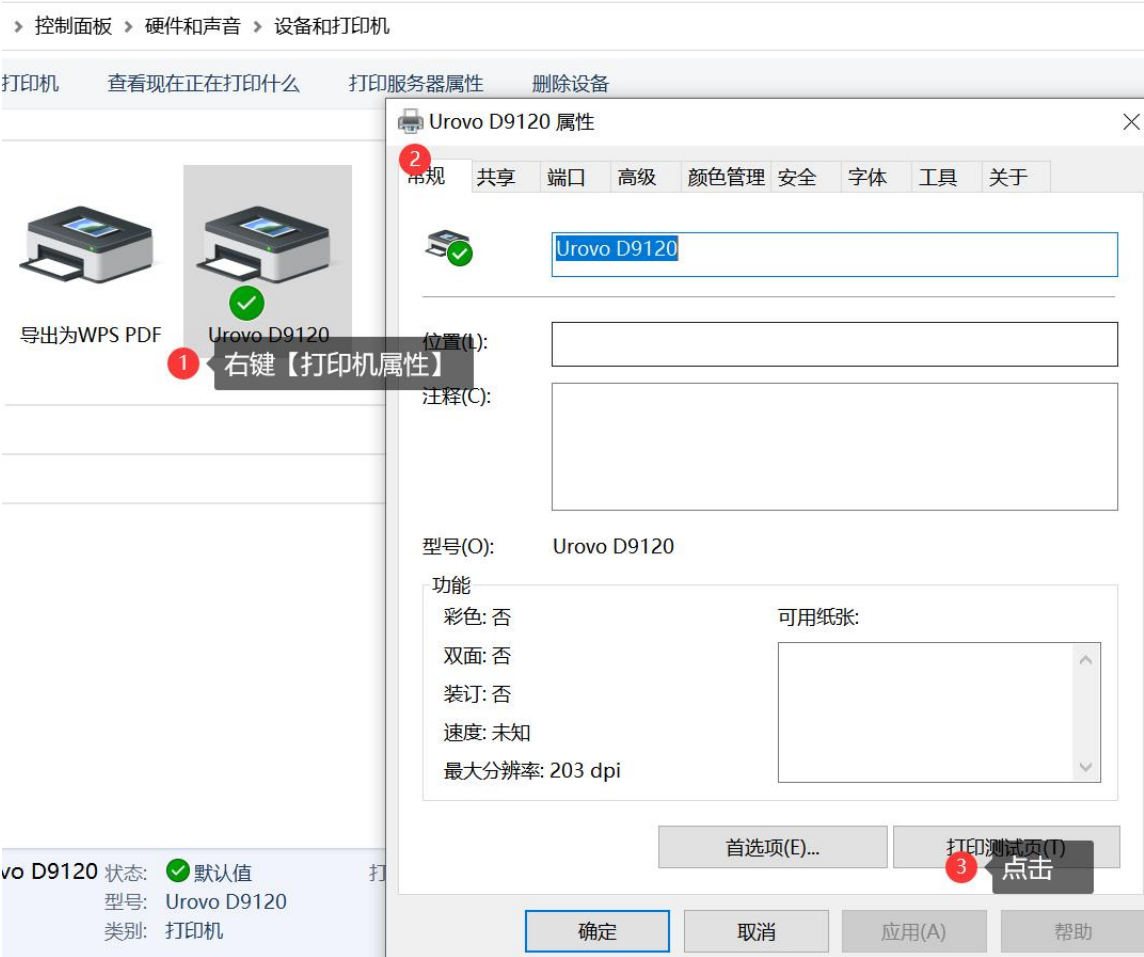 控制面板 > 硬件和声音 > 设备和打印机
打印机 查看现在正在打印什么 打印服务器属性 删除设备
Urovo D9120 属性
2
常规 共享 端口 高级 颜色管理 安全 字体 工具 关于
Urovo D9120
导出为WPS PDF
Urovo D9120
1 右键【打印机属性】
位置(L):
注释(C):
型号(O): Urovo D9120
功能
彩色: 否
双面: 否
装订: 否
速度: 未知
最大分辨率: 203 dpi
可用纸张:
首选项(E)... 打印测试页(T)
3 点击
vo D9120 状态: 默认值 打
型号: Urovo D9120
类别: 打印机
确定 取消 应用(A) 帮助